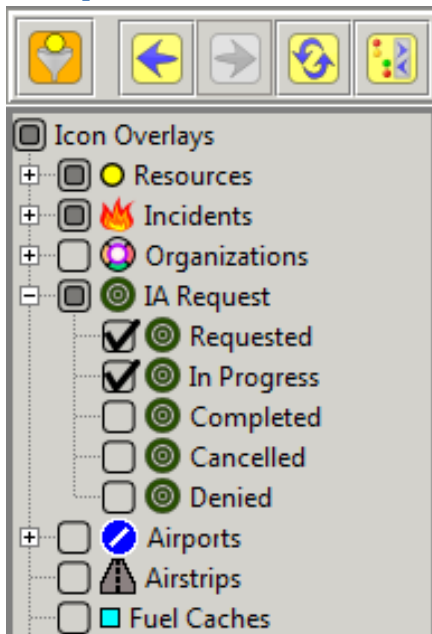 Icon Overlays
Resources
Incidents
Organizations
IA Request
Requested
In Progress
Completed
Cancelled
Denied
Airports
Airstrips
Fuel Caches